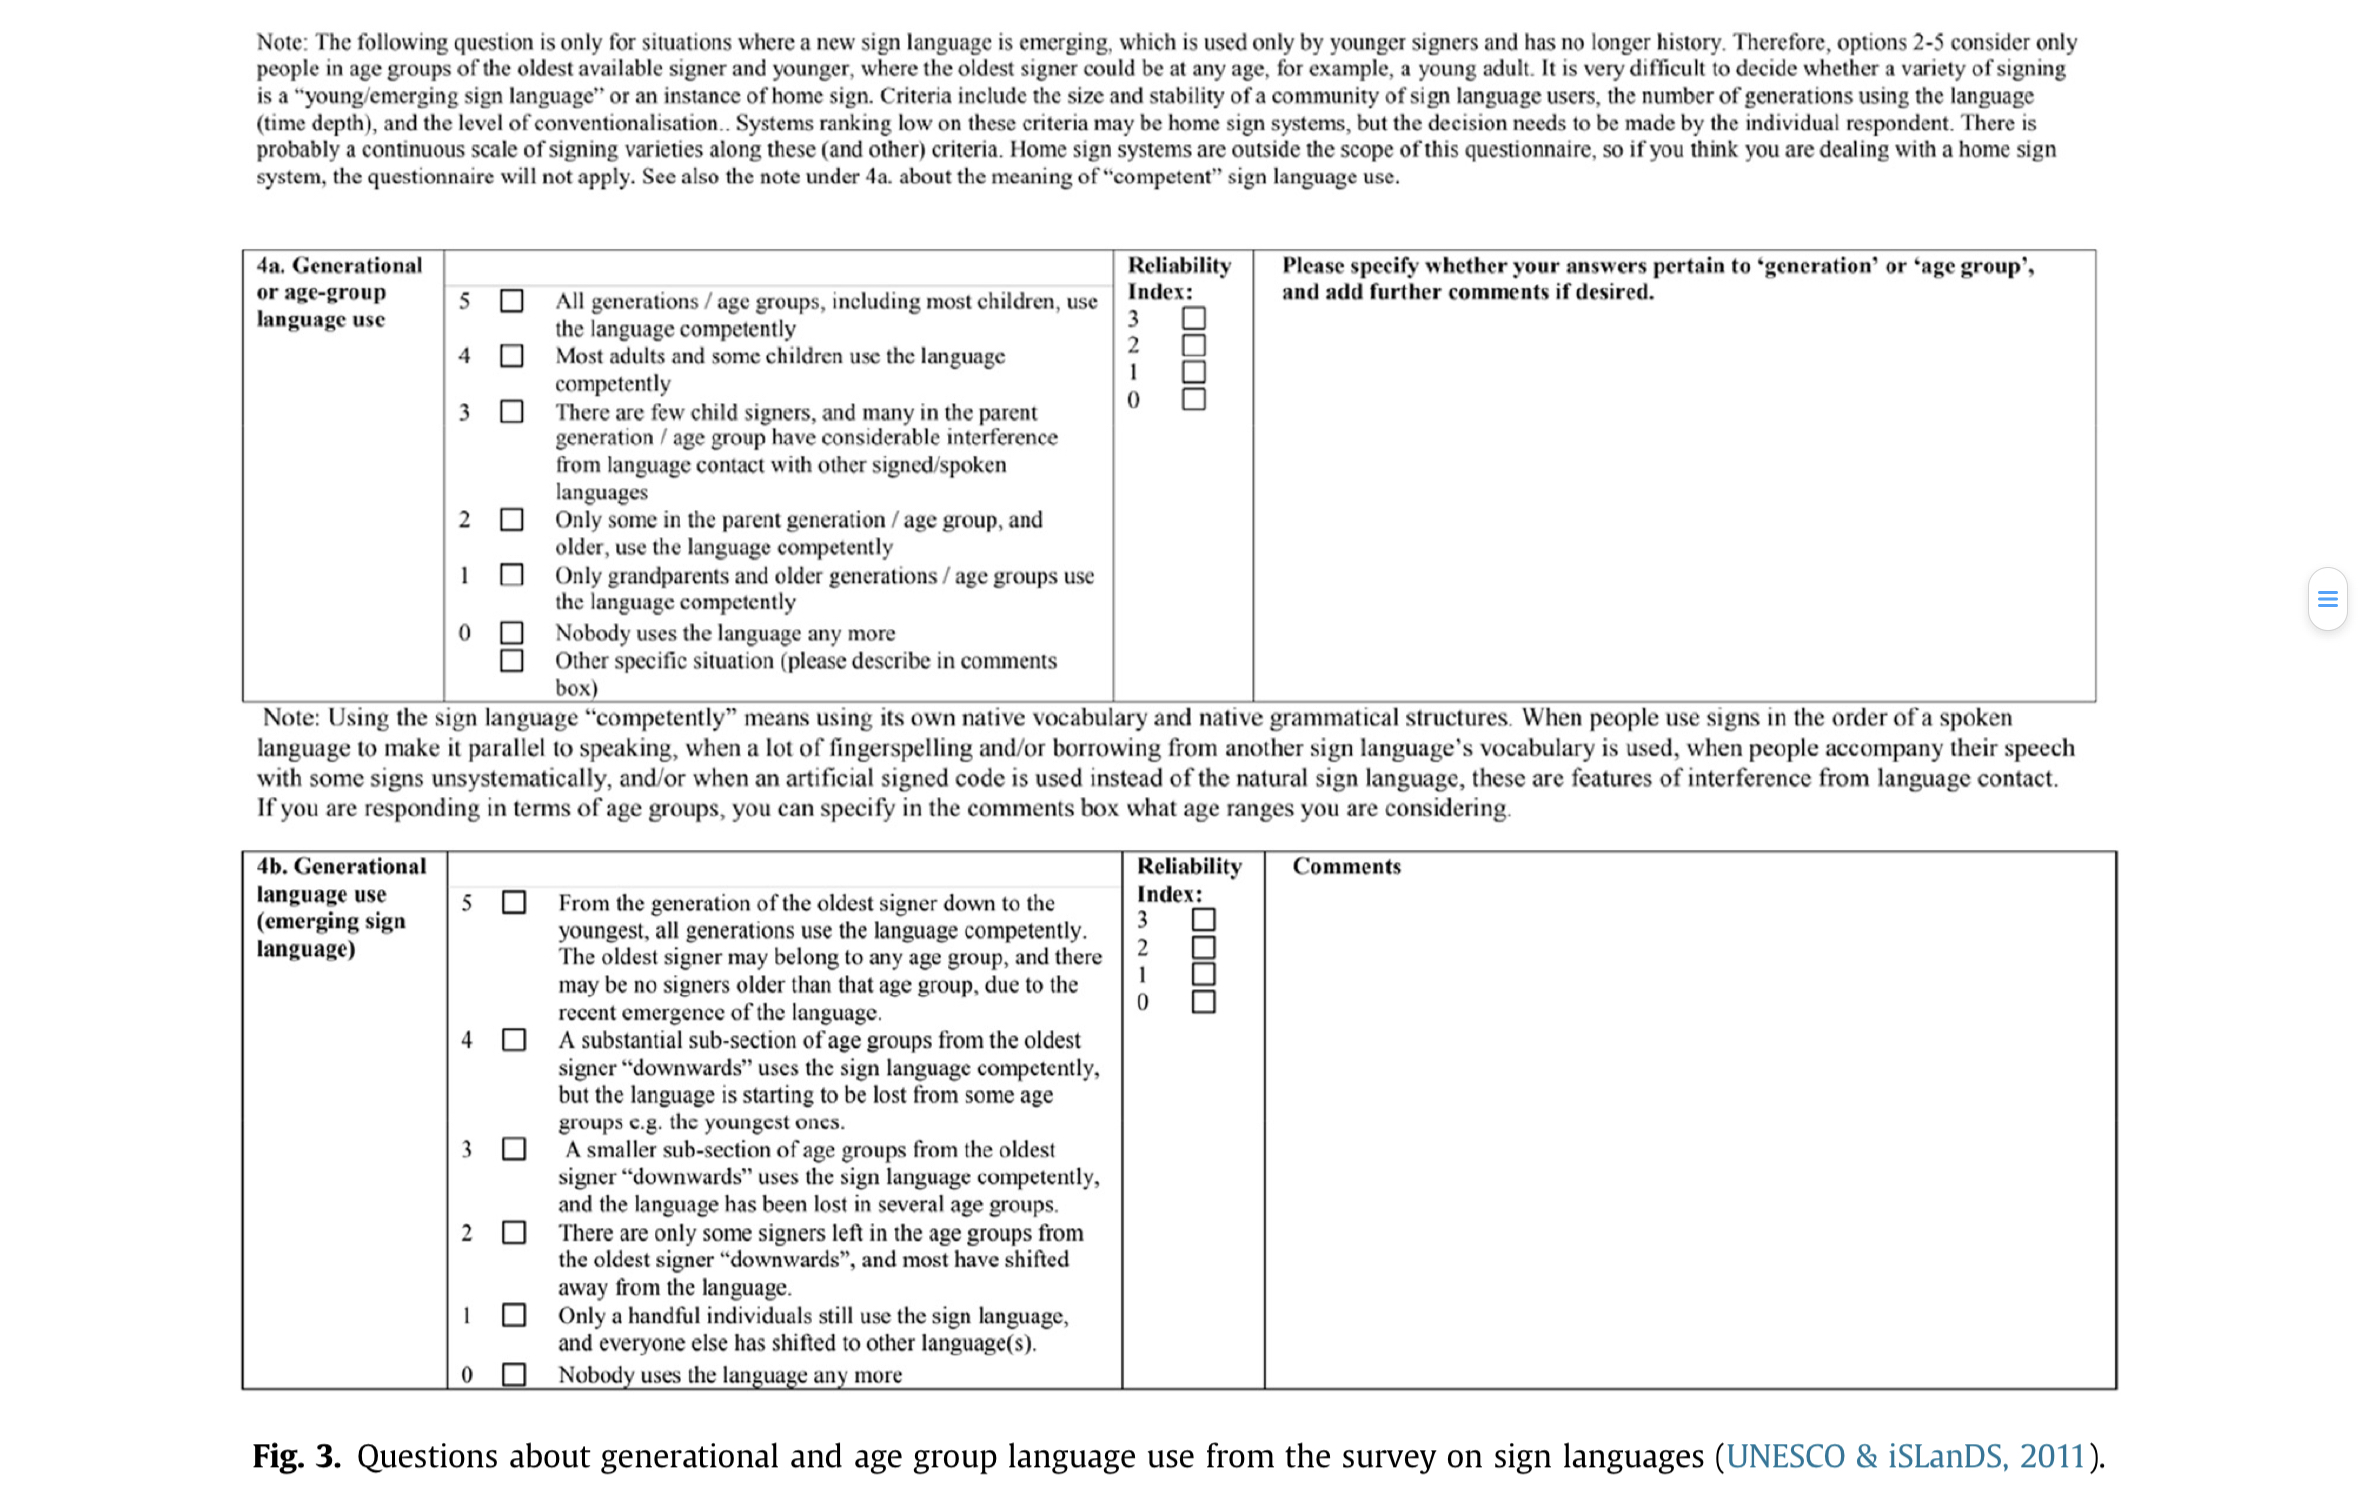 Note: The following question is only for situations where a new sign language is emerging, which is used only by younger signers and has no longer history. Therefore, options 2-5 consider only
people in age groups of the oldest available signer and younger, where the oldest signer could be at any age, for example, a young adult. It is very difficult to decide whether a variety of signing
is a “young/emerging sign language” or an instance of home sign. Criteria include the size and stability of a community of sign language users, the number of generations using the language
(time depth), and the level of conventionalisation.. Systems ranking low on these criteria may be home sign systems, but the decision needs to be made by the individual respondent. There is
probably a continuous scale of signing varieties along these (and other) criteria. Home sign systems are outside the scope of this questionnaire, so if you think you are dealing with a home sign
system, the questionnaire will not apply. See also the note under 4a. about the meaning of “competent” sign language use.
4a. Generational
or age-group
language use
5 All generations / age groups, including most children, use
the language competently
4 Most adults and some children use the language
competently
3 There are few child signers, and many in the parent
generation / age group have considerable interference
from language contact with other signed/spoken
languages
2 Only some in the parent generation / age group, and
older, use the language competently
1 Only grandparents and older generations / age groups use
the language competently
0 Nobody uses the language any more
Other specific situation (please describe in comments
box)
Reliability
Index:
3
2
1
0
Please specify whether your answers pertain to ‘generation’ or ‘age group’,
and add further comments if desired.
Note: Using the sign language “competently” means using its own native vocabulary and native grammatical structures. When people use signs in the order of a spoken
language to make it parallel to speaking, when a lot of fingerspelling and/or borrowing from another sign language’s vocabulary is used, when people accompany their speech
with some signs unsystematically, and/or when an artificial signed code is used instead of the natural sign language, these are features of interference from language contact.
If you are responding in terms of age groups, you can specify in the comments box what age ranges you are considering.
4b. Generational
language use
(emerging sign
language)
5 From the generation of the oldest signer down to the
youngest, all generations use the language competently.
The oldest signer may belong to any age group, and there
may be no signers older than that age group, due to the
recent emergence of the language.
4 A substantial sub-section of age groups from the oldest
signer “downwards” uses the sign language competently,
but the language is starting to be lost from some age
groups e.g. the youngest ones.
3 A smaller sub-section of age groups from the oldest
signer “downwards” uses the sign language competently,
and the language has been lost in several age groups.
2 There are only some signers left in the age groups from
the oldest signer “downwards”, and most have shifted
away from the language.
1 Only a handful individuals still use the sign language,
and everyone else has shifted to other language(s).
0 Nobody uses the language any more
Reliability
Index:
3
2
1
0
Comments
Fig. 3. Questions about generational and age group language use from the survey on sign languages (UNESCO & iSLanDS, 2011).